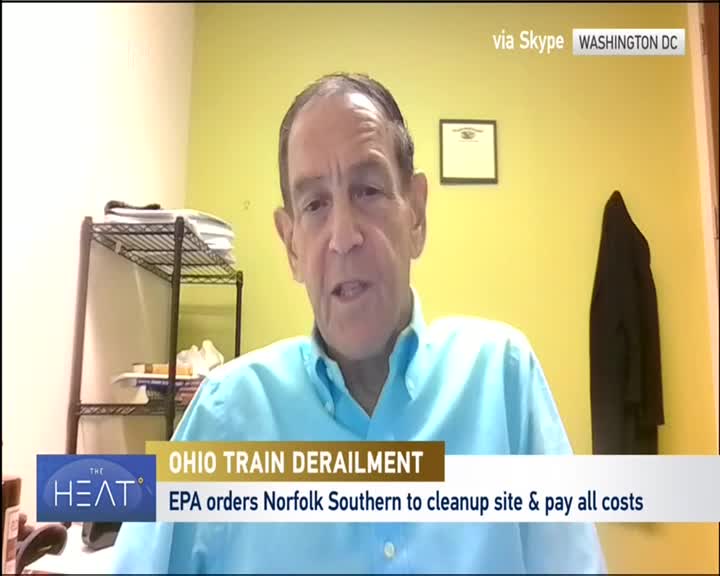 via Skype
WASHINGTON DC
OHIO TRAIN DERAILMENT
THE
HEAT
EPA orders Norfolk Southern to cleanup site & pay all costs